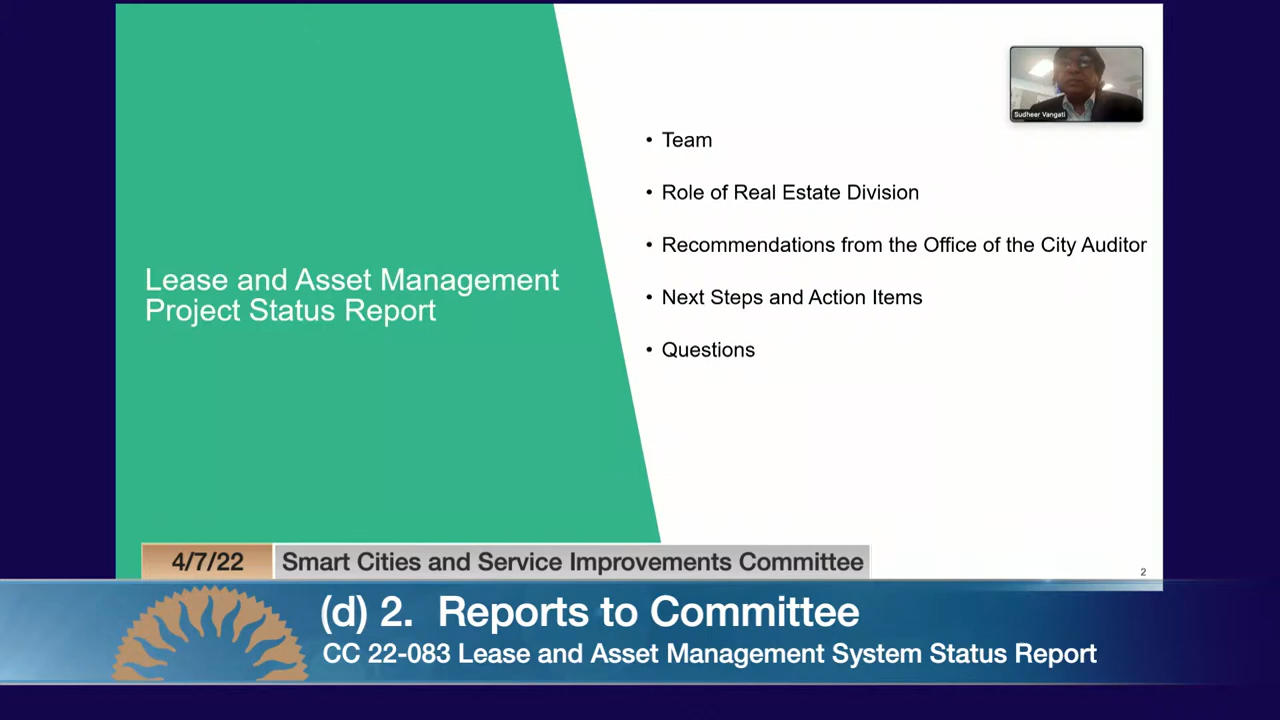 Lease and Asset Management
Project Status Report
• Team
• Role of Real Estate Division
• Recommendations from the Office of the City Auditor
• Next Steps and Action Items
• Questions
Sudheer Vangati
2
4/7/22 Smart Cities and Service Improvements Committee
(d) 2. Reports to Committee
CC 22-083 Lease and Asset Management System Status Report